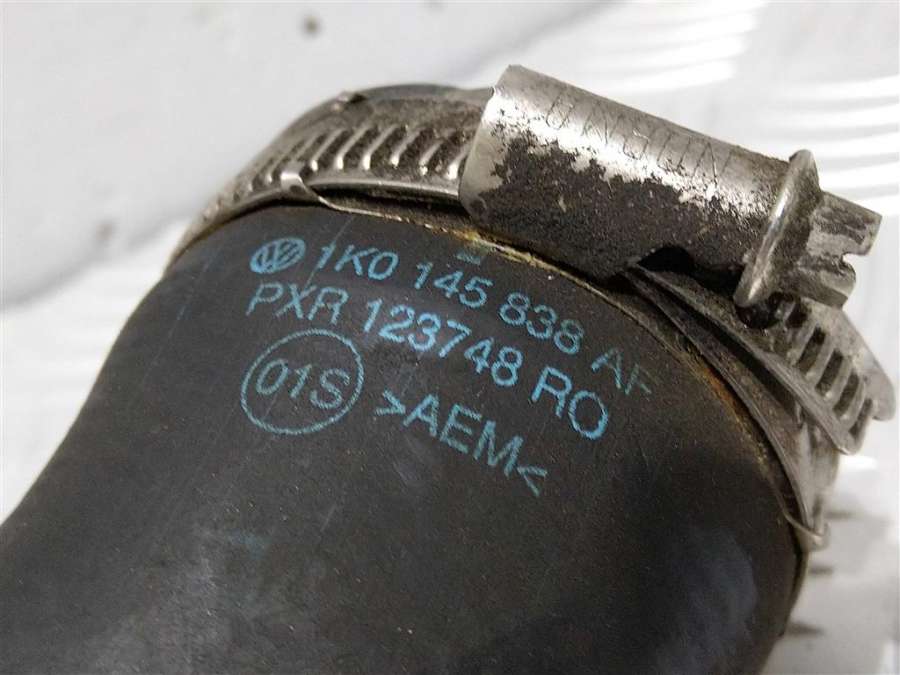 1K0 145 838 AF
PXR 123748 RO
01S
>AEM<